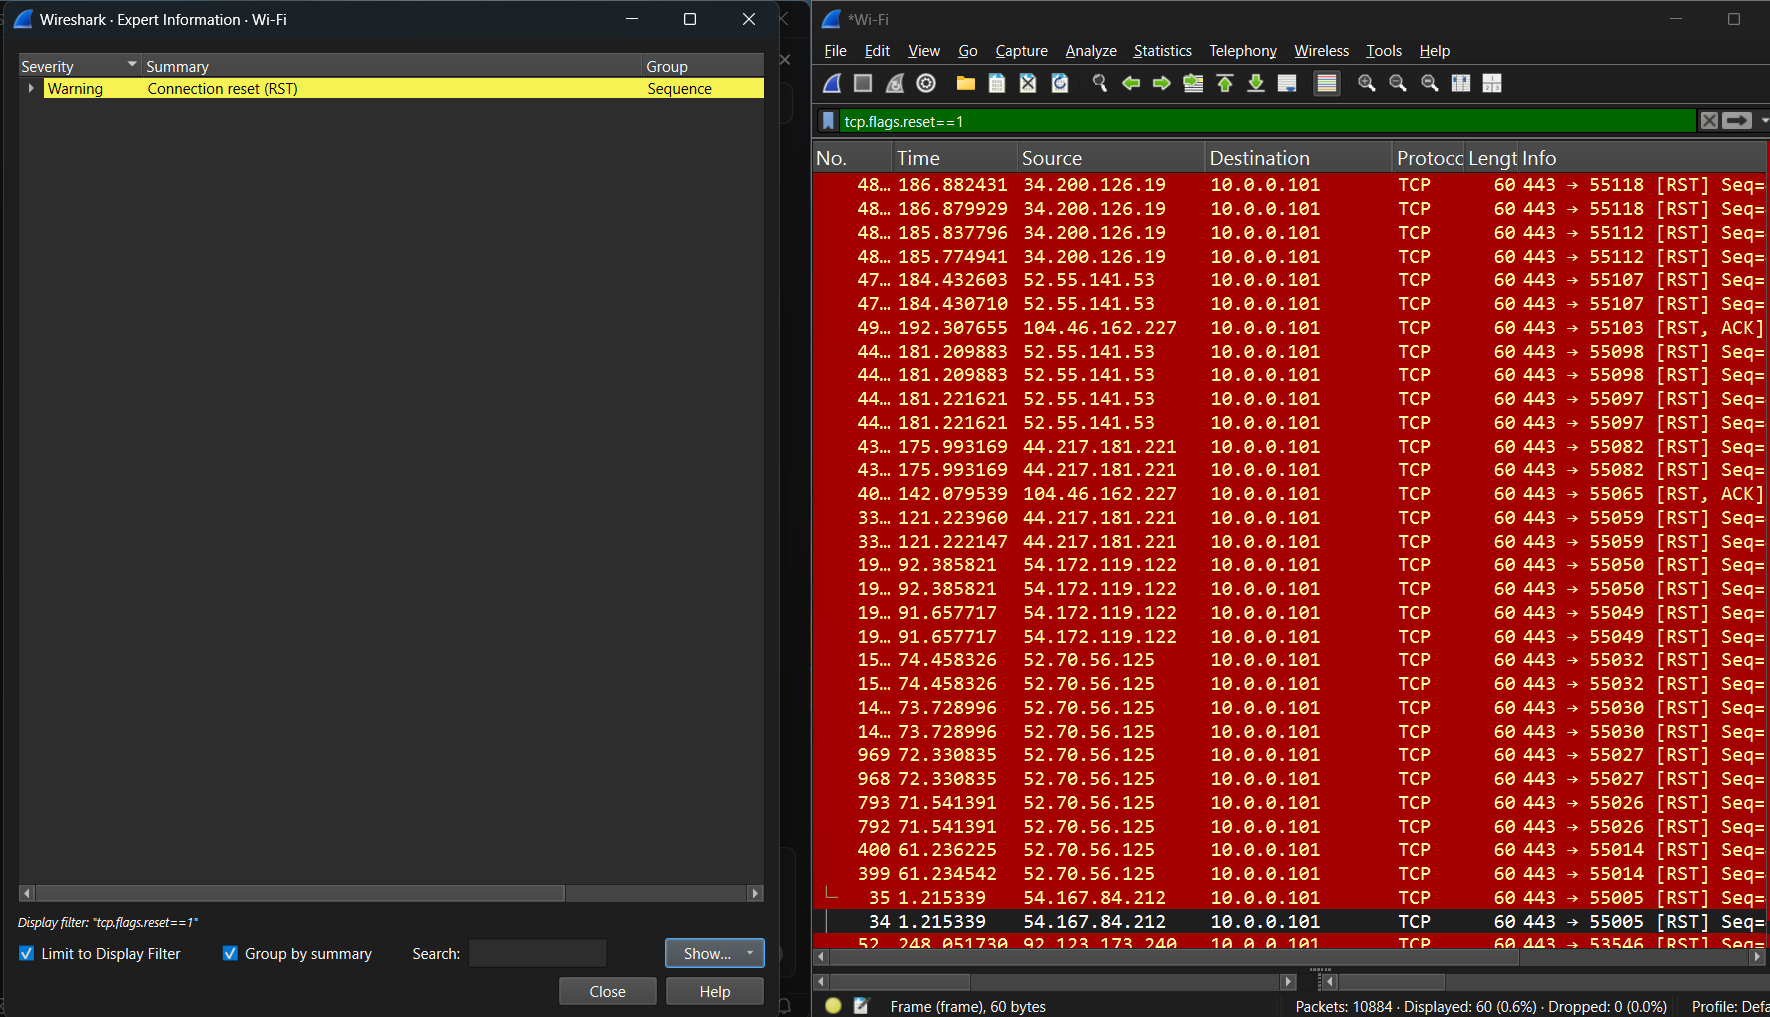 Wireshark · Expert Information · Wi-Fi
Severity Summary Group
Warning Connection reset (RST) Sequence
Display filter: "tcp.flags.reset==1"
Limit to Display Filter Group by summary Search: Show...
Close Help
*Wi-Fi
File Edit View Go Capture Analyze Statistics Telephony Wireless Tools Help
tcp.flags.reset==1
No. Time Source Destination Protocc Lengt Info
48… 186.882431 34.200.126.19 10.0.0.101 TCP 60 443 → 55118 [RST] Seq=
48… 186.879929 34.200.126.19 10.0.0.101 TCP 60 443 → 55118 [RST] Seq=
48… 185.837796 34.200.126.19 10.0.0.101 TCP 60 443 → 55112 [RST] Seq=
48… 185.774941 34.200.126.19 10.0.0.101 TCP 60 443 → 55112 [RST] Seq=
47… 184.432603 52.55.141.53 10.0.0.101 TCP 60 443 → 55107 [RST] Seq=
47… 184.430710 52.55.141.53 10.0.0.101 TCP 60 443 → 55107 [RST] Seq=
49… 192.307655 104.46.162.227 10.0.0.101 TCP 60 443 → 55103 [RST, ACK]
44… 181.209883 52.55.141.53 10.0.0.101 TCP 60 443 → 55098 [RST] Seq=
44… 181.209883 52.55.141.53 10.0.0.101 TCP 60 443 → 55098 [RST] Seq=
44… 181.221621 52.55.141.53 10.0.0.101 TCP 60 443 → 55097 [RST] Seq=
44… 181.221621 52.55.141.53 10.0.0.101 TCP 60 443 → 55097 [RST] Seq=
43… 175.993169 44.217.181.221 10.0.0.101 TCP 60 443 → 55082 [RST] Seq=
43… 175.993169 44.217.181.221 10.0.0.101 TCP 60 443 → 55082 [RST] Seq=
40… 142.079539 104.46.162.227 10.0.0.101 TCP 60 443 → 55065 [RST, ACK]
33… 121.223960 44.217.181.221 10.0.0.101 TCP 60 443 → 55059 [RST] Seq=
33… 121.222147 44.217.181.221 10.0.0.101 TCP 60 443 → 55059 [RST] Seq=
19… 92.385821 54.172.119.122 10.0.0.101 TCP 60 443 → 55050 [RST] Seq=
19… 92.385821 54.172.119.122 10.0.0.101 TCP 60 443 → 55050 [RST] Seq=
19… 91.657717 54.172.119.122 10.0.0.101 TCP 60 443 → 55049 [RST] Seq=
19… 91.657717 54.172.119.122 10.0.0.101 TCP 60 443 → 55049 [RST] Seq=
15… 74.458326 52.70.56.125 10.0.0.101 TCP 60 443 → 55032 [RST] Seq=
15… 74.458326 52.70.56.125 10.0.0.101 TCP 60 443 → 55032 [RST] Seq=
14… 73.728996 52.70.56.125 10.0.0.101 TCP 60 443 → 55030 [RST] Seq=
14… 73.728996 52.70.56.125 10.0.0.101 TCP 60 443 → 55030 [RST] Seq=
969 72.330835 52.70.56.125 10.0.0.101 TCP 60 443 → 55027 [RST] Seq=
968 72.330835 52.70.56.125 10.0.0.101 TCP 60 443 → 55027 [RST] Seq=
793 71.541391 52.70.56.125 10.0.0.101 TCP 60 443 → 55026 [RST] Seq=
792 71.541391 52.70.56.125 10.0.0.101 TCP 60 443 → 55026 [RST] Seq=
400 61.236225 52.70.56.125 10.0.0.101 TCP 60 443 → 55014 [RST] Seq=
399 61.234542 52.70.56.125 10.0.0.101 TCP 60 443 → 55014 [RST] Seq=
35 1.215339 54.167.84.212 10.0.0.101 TCP 60 443 → 55005 [RST] Seq=
34 1.215339 54.167.84.212 10.0.0.101 TCP 60 443 → 55005 [RST] Seq=
52… 248.051730 92.123.173.240 10.0.0.101 TCP 60 443 → 53546 [RST] Seq=
Frame (frame), 60 bytes Packets: 10884 · Displayed: 60 (0.6%) · Dropped: 0 (0.0%) Profile: Defa